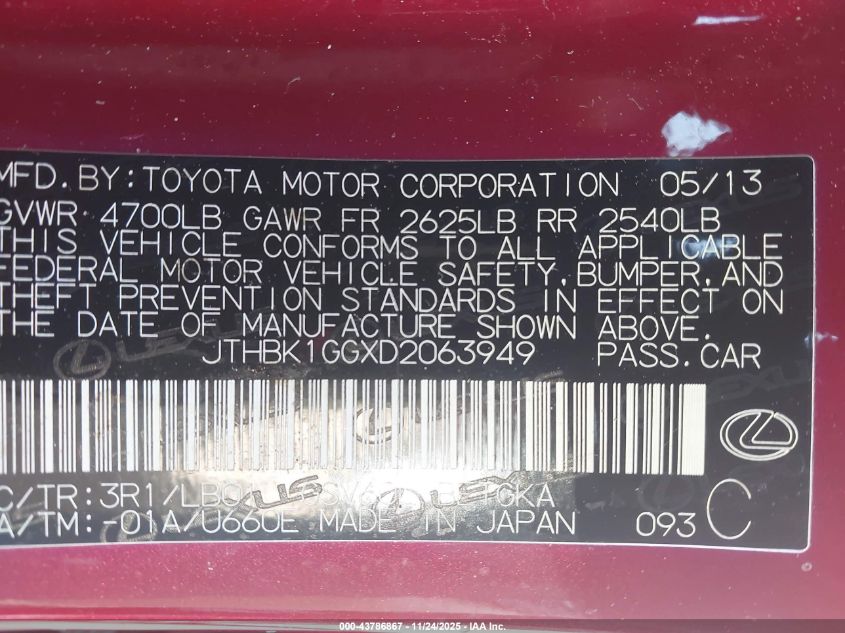 MFD. BY: TOYOTA MOTOR CORPORATION 05/13
GVWR 4700LB GAWR FR 2625LB RR 2540LB
THIS VEHICLE CONFORMS TO ALL APPLICABLE
FEDERAL MOTOR VEHICLE SAFETY, BUMPER, AND
THEFT PREVENTION STANDARDS IN EFFECT ON
THE DATE OF MANUFACTURE SHOWN ABOVE.
JTHBK1GGXD2063949 PASS. CAR
C/TR: 3R1/ GKA
A/TM: -01A/U660E MADE IN JAPAN 093 C
000-43786867 - 11/24/2025 - IAA Inc.